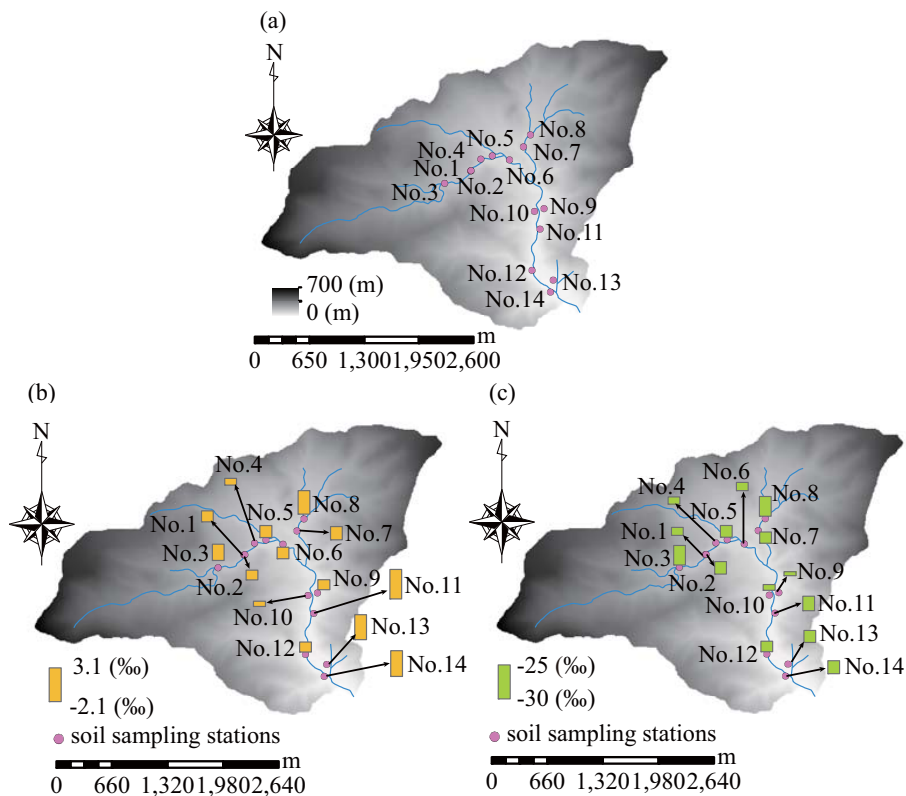 (a)
N
No.8
No.5
No.7
No.4
No.1
No.6
No.3
No.2
No.9
No.10
No.11
No.12
No.13
No.14
700 (m)
0 (m)
m
0 650 1,3001,9502,600
(b)
N
No.4
No.8
No.1
No.5
No.7
No.3
No.6
No.2
No.9
No.11
No.10
No.13
No.12
No.14
3.1 (‰)
-2.1 (‰)
soil sampling stations
m
0 660 1,3201,9802,640
(c)
N
No.6
No.4
No.8
No.1
No.5
No.7
No.3
No.2
No.9
No.10
No.11
No.13
No.12
No.14
-25 (‰)
-30 (‰)
soil sampling stations
m
0 660 1,3201,9802,640